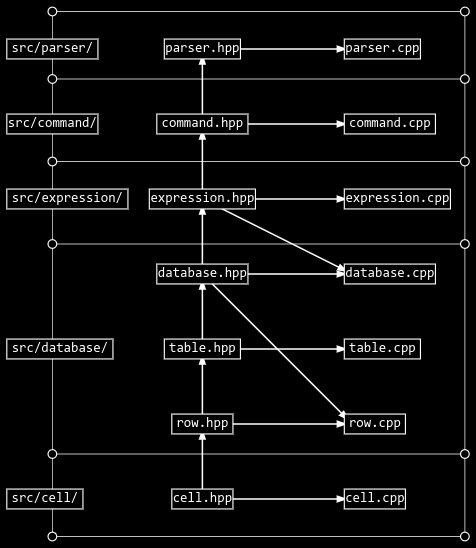 src/parser/ parser.hpp parser.cpp
src/command/ command.hpp command.cpp
src/expression/ expression.hpp expression.cpp
database.hpp database.cpp
src/database/ table.hpp table.cpp
row.hpp row.cpp
src/cell/ cell.hpp cell.cpp